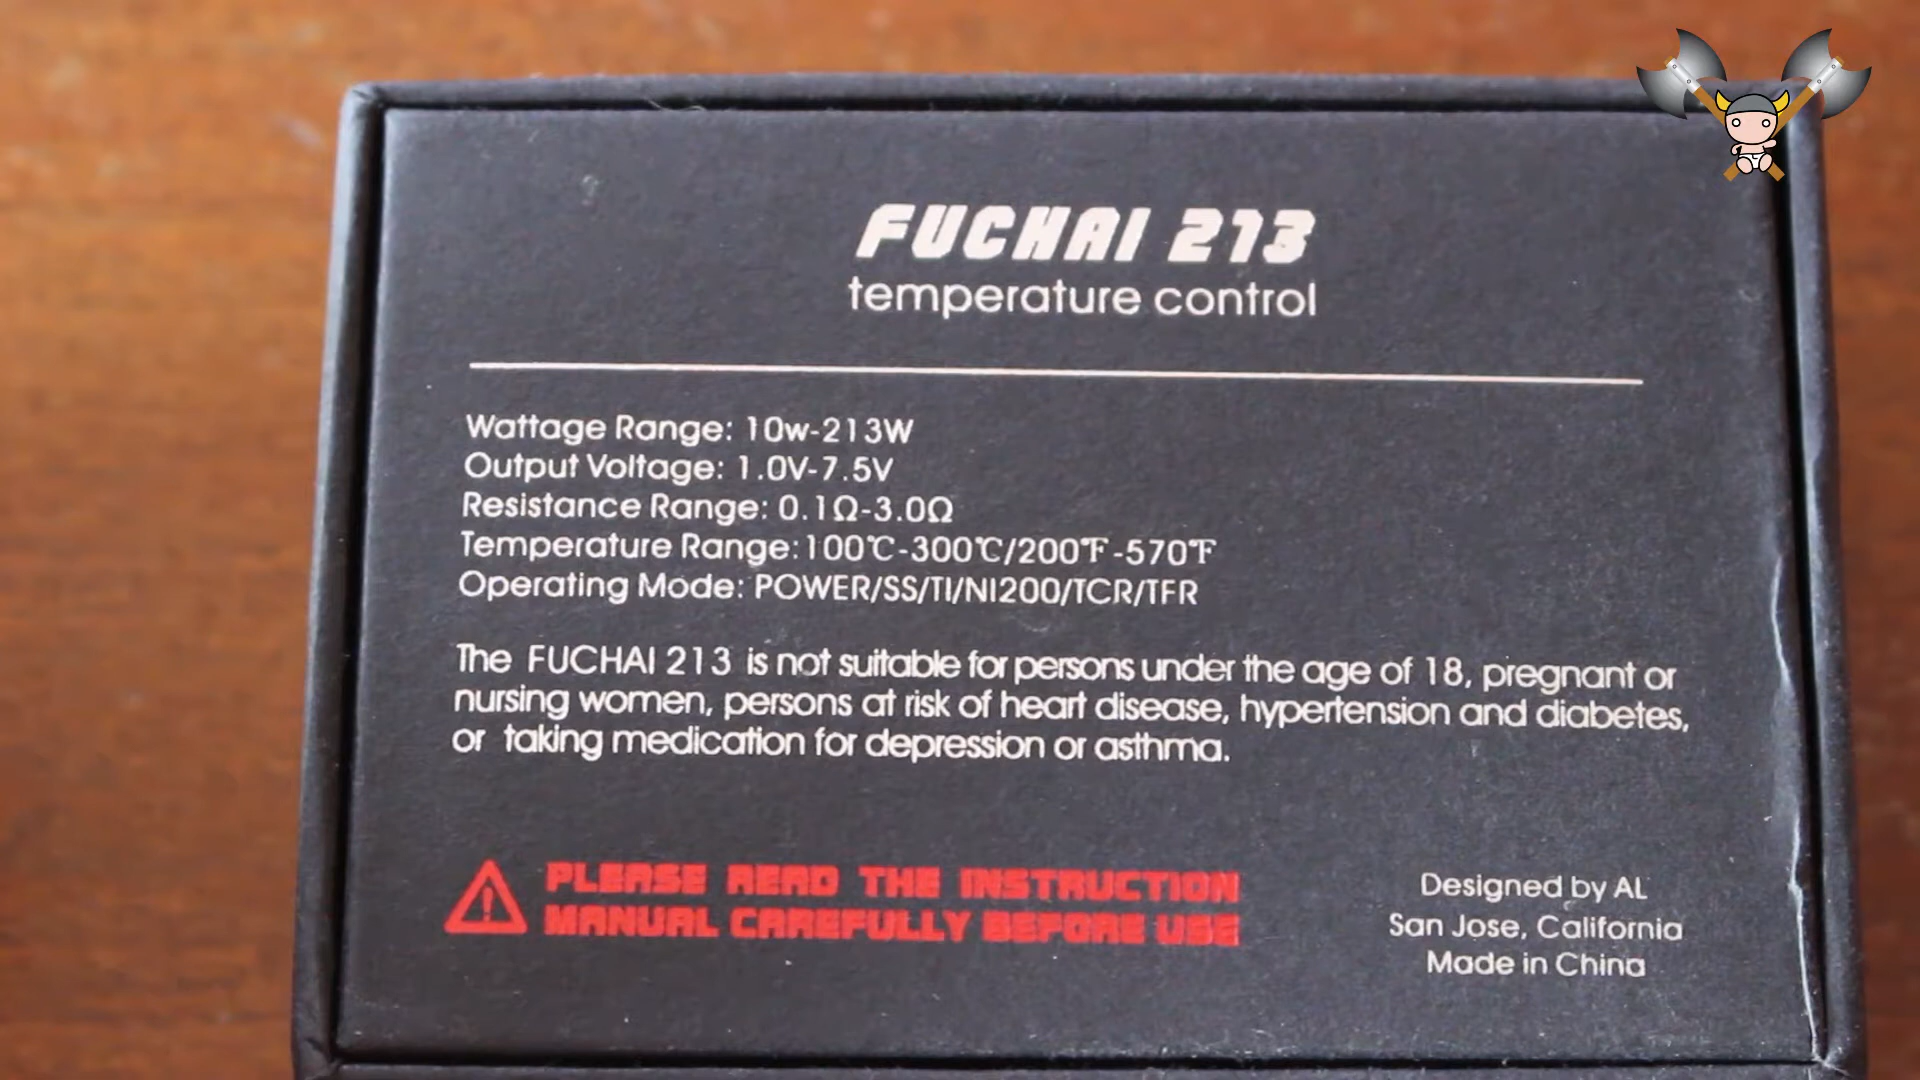 FUCHAI 213
temperature control
Wattage Range: 10w-213W
Output Voltage: 1.0V-7.5V
Resistance Range: 0.1Ω-3.0Ω
Temperature Range:100℃-300℃/200℉-570℉
Operating Mode: POWER/SS/TI/NI200/TCR/TFR
The FUCHAI 213 is not suitable for persons under the age of 18, pregnant or
nursing women, persons at risk of heart disease, hypertension and diabetes,
or taking medication for depression or asthma.
PLEASE READ THE INSTRUCTION
MANUAL CAREFULLY BEFORE USE
Designed by AL
San Jose, California
Made in China